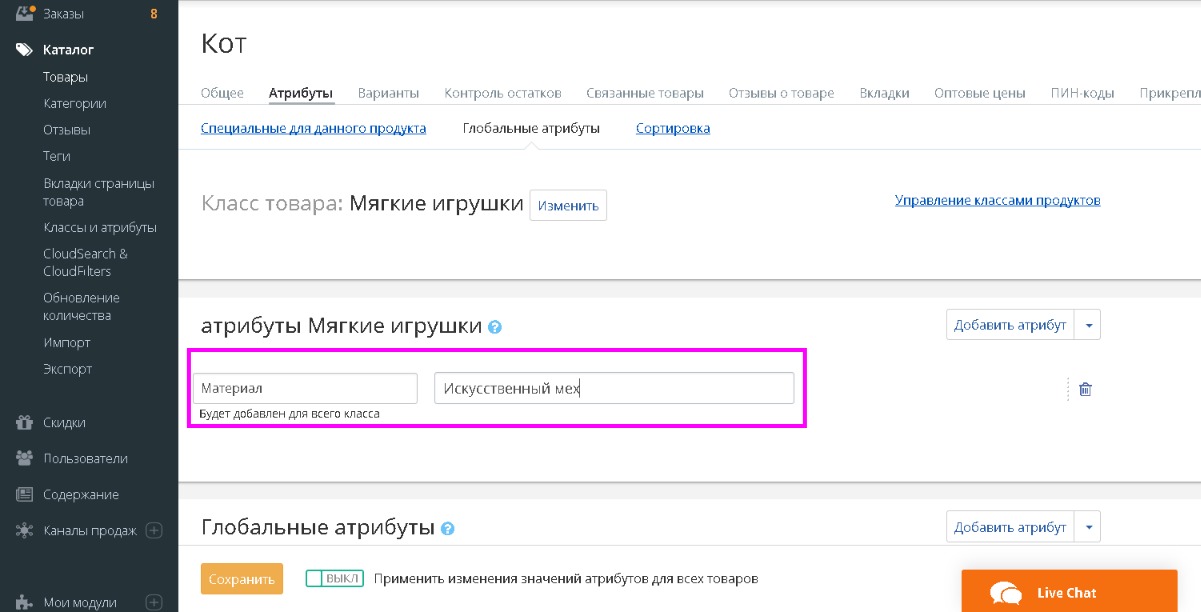 Заказы 8
Каталог
Товары
Категории
Отзывы
Теги
Вкладки страницы
товара
Классы и атрибуты
CloudSearch &
CloudFilters
Обновление
количества
Импорт
Экспорт
Скидки
Пользователи
Содержание
Каналы продаж
Мои модули
Кот
Общее Атрибуты Варианты Контроль остатков Связанные товары Отзывы о товаре Вкладки Оптовые цены ПИН-коды Прикрепл
Специальные для данного продукта Глобальные атрибуты Сортировка
Класс товара: Мягкие игрушки Изменить Управление классами продуктов
атрибуты Мягкие игрушки ? Добавить атрибут
Материал Искусственный мех
Будет добавлен для всего класса
Глобальные атрибуты ? Добавить атрибут
Сохранить ВЫКЛ Применить изменения значений атрибутов для всех товаров
Live Chat